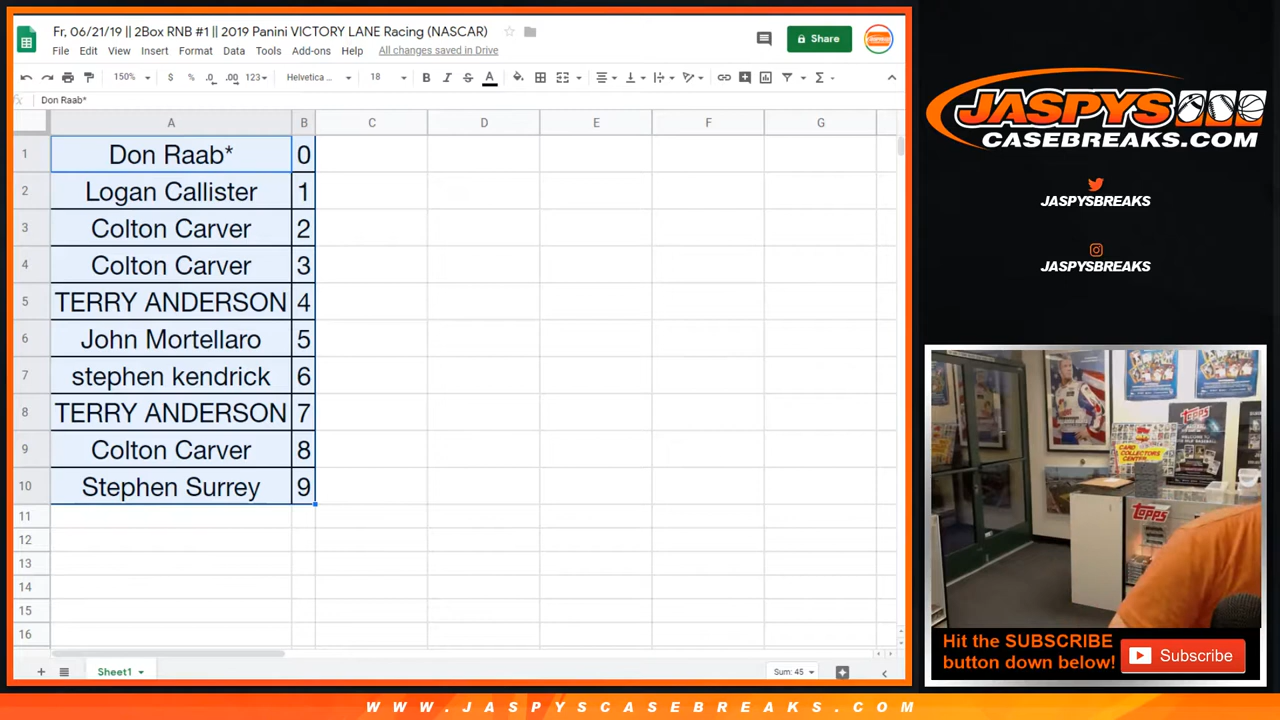 Fr, 06/21/19 || 2Box RNB #1 || 2019 Panini VICTORY LANE Racing (NASCAR)
File Edit View Insert Format Data Tools Add-ons Help All changes saved in Drive
Share
150% $ % .0 .00 123 Helvetica ... 18 B I S A
Don Raab*
A B C D E F G
1 Don Raab* 0
2 Logan Callister 1
3 Colton Carver 2
4 Colton Carver 3
5 TERRY ANDERSON 4
6 John Mortellaro 5
7 stephen kendrick 6
8 TERRY ANDERSON 7
9 Colton Carver 8
10 Stephen Surrey 9
11
12
13
14
15
16
Sheet1
Sum: 45
JASPYS
CASEBREAKS.COM
JASPYSBREAKS
JASPYSBREAKS
topps
CARD
COLLECTORS
CENTER
topps
Hit the SUBSCRIBE
button down below!
Subscribe
WWW.JASPYSCASEBREAKS.COM